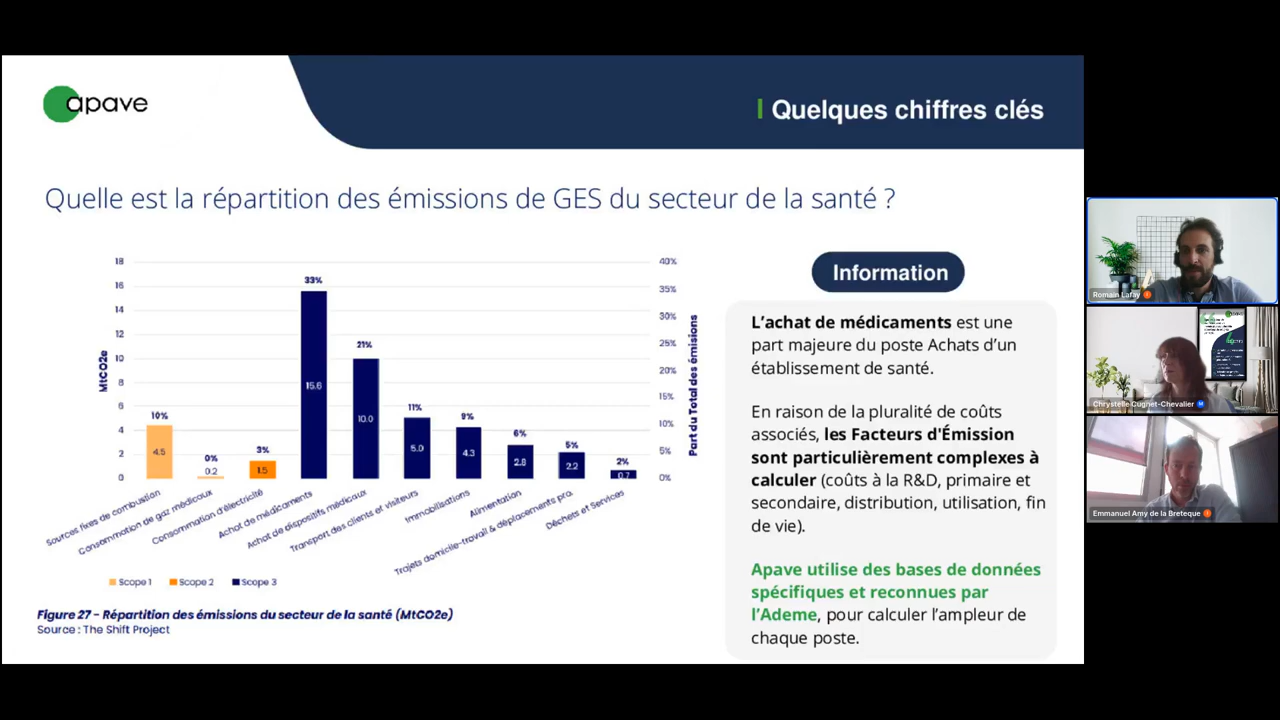 apave
Quelques chiffres clés
Quelle est la répartition des émissions de GES du secteur de la santé ?
MtCO2e
18
16
14
12
10
8
6
4
2
0
40%
35%
30%
25%
20%
15%
10%
5%
0%
Part du Total des émisions
10%
4.5
0%
0.2
3%
1.5
33%
15.6
21%
10.0
11%
5.0
9%
4.3
6%
2.8
5%
2.2
2%
0.7
Sources fixes de combustion
Consommation de gaz médicaux
Consommation d'électricité
Achat de médicaments
Achat de dispositifs médicaux
Transport des clients et visiteurs
Immobilisations
Alimentation
Trajets domicile-travail & déplacements pro.
Déchets et Services
Scope 1
Scope 2
Scope 3
Figure 27 – Répartition des émissions du secteur de la santé (MtCO2e)
Source : The Shift Project
Information
L’achat de médicaments est une
part majeure du poste Achats d’un
établissement de santé.
En raison de la pluralité de coûts
associés, les Facteurs d'Émission
sont particulièrement complexes à
calculer (coûts à la R&D, primaire et
secondaire, distribution, utilisation, fin
de vie).
Apave utilise des bases de données
spécifiques et reconnues par
l’Ademe, pour calculer l’ampleur de
chaque poste.
Romain Lafay
apave
Chrystelle Cugnet-Chevalier
Emmanuel Amy de la Breteque